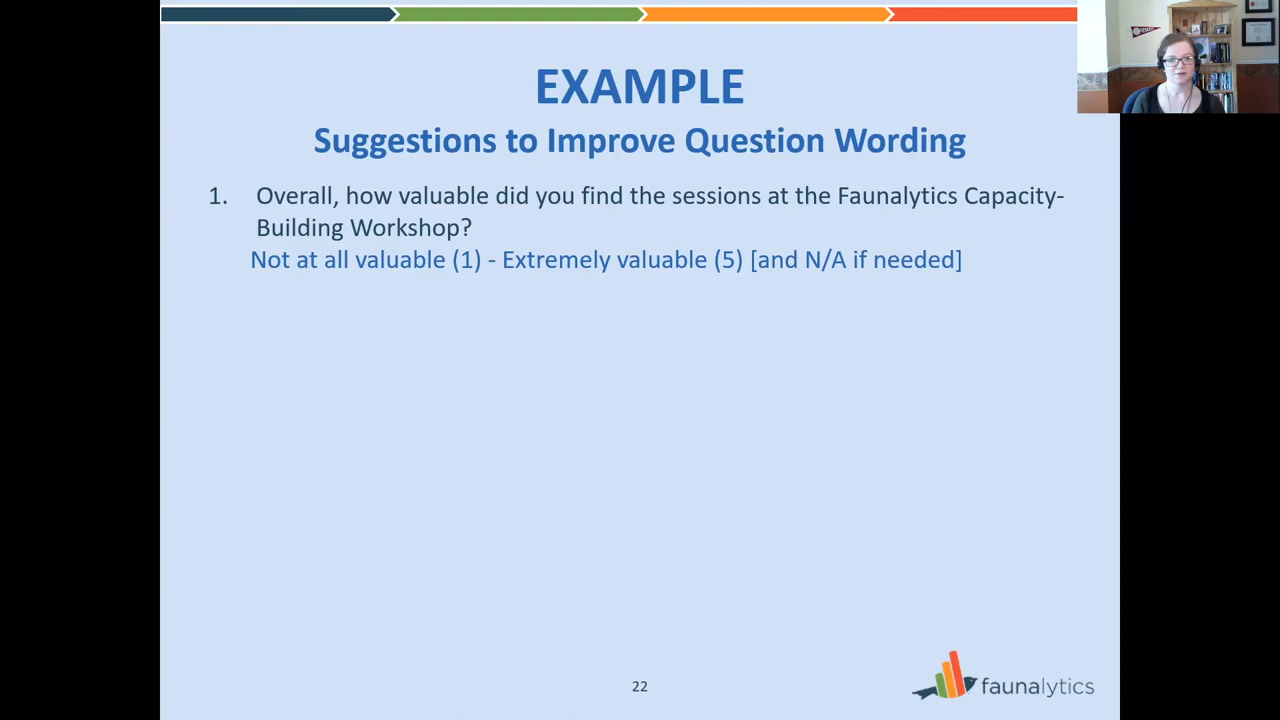 EXAMPLE
Suggestions to Improve Question Wording
1. Overall, how valuable did you find the sessions at the Faunalytics Capacity-
Building Workshop?
Not at all valuable (1) - Extremely valuable (5) [and N/A if needed]
22
faunalytics